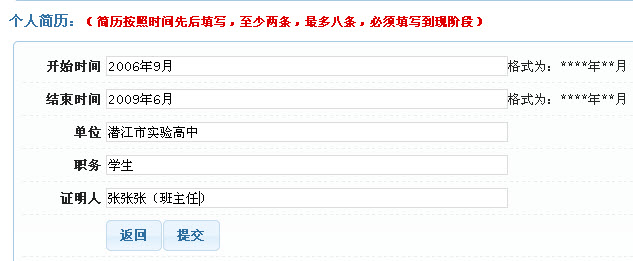 个人简历：（简历按照时间先后填写，至少两条，最多八条，必须填写到现阶段）
开始时间 2006年9月 格式为：****年**月
结束时间 2009年6月 格式为：****年**月
单位 潜江市实验高中
职务 学生
证明人 张张张（班主任）
返回 提交